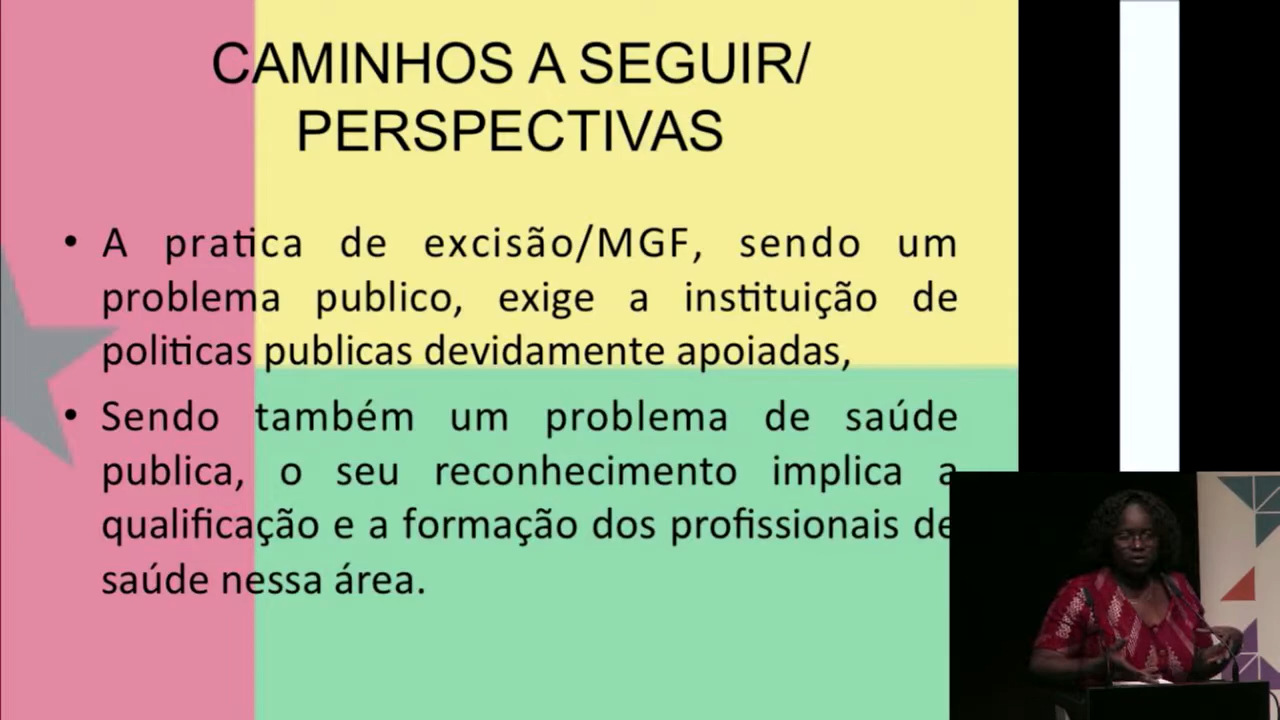 CAMINHOS A SEGUIR/
PERSPECTIVAS
• A pratica de excisão/MGF, sendo um
problema publico, exige a instituição de
politicas publicas devidamente apoiadas,
• Sendo também um problema de saúde
publica, o seu reconhecimento implica a
qualificação e a formação dos profissionais de
saúde nessa área.